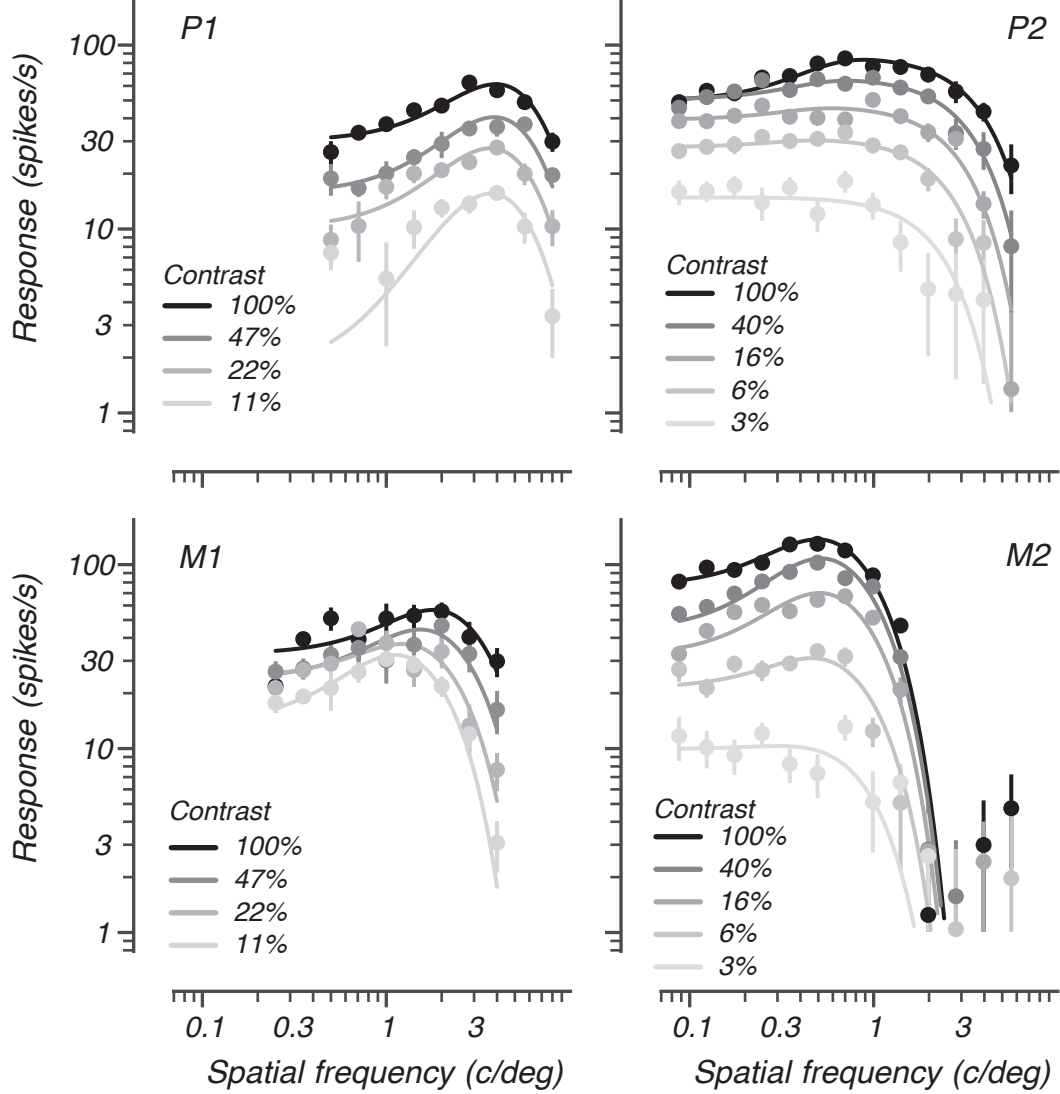 P1
P2
Response (spikes/s)
100
30
10
3
1
Contrast
100%
47%
22%
11%
Contrast
100%
40%
16%
6%
3%
M1
M2
Response (spikes/s)
100
30
10
3
1
Contrast
100%
47%
22%
11%
Contrast
100%
40%
16%
6%
3%
0.1 0.3 1 3
0.1 0.3 1 3
Spatial frequency (c/deg)
Spatial frequency (c/deg)